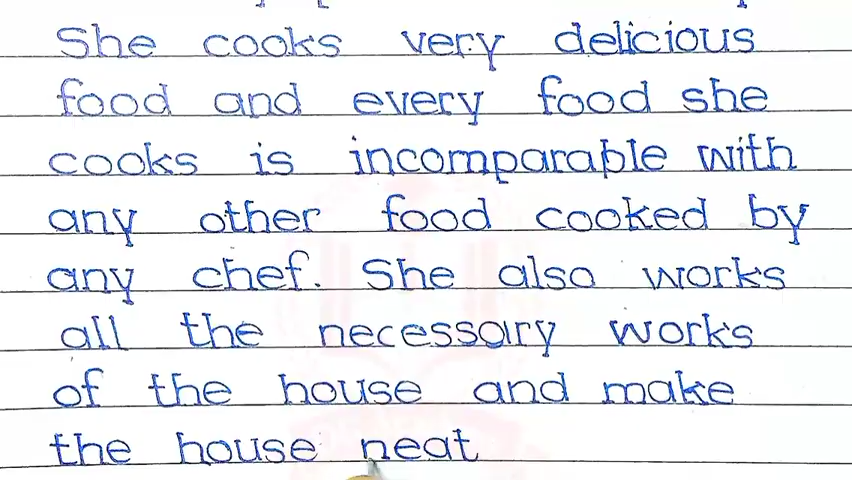 She cooks very delicious
food and every food she
cooks is incomparable with
any other food cooked by
any chef. She also works
all the necessary works
of the house and make
the house neat